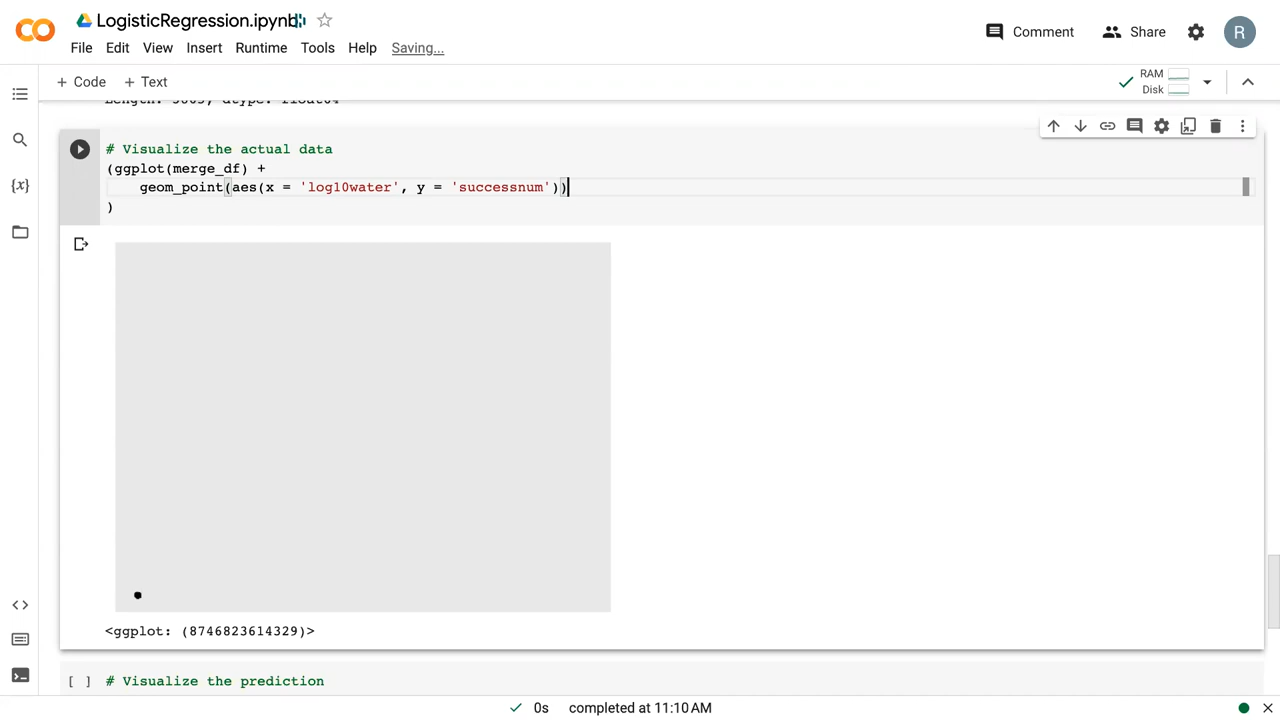 LogisticRegression.ipynb
File Edit View Insert Runtime Tools Help Saving...
Comment
Share
R
+ Code + Text
RAM
Disk
# Visualize the actual data
(ggplot(merge_df) +
geom_point(aes(x = 'log10water', y = 'successnum'))
)
<ggplot: (8746823614329)>
[ ] # Visualize the prediction
0s completed at 11:10 AM